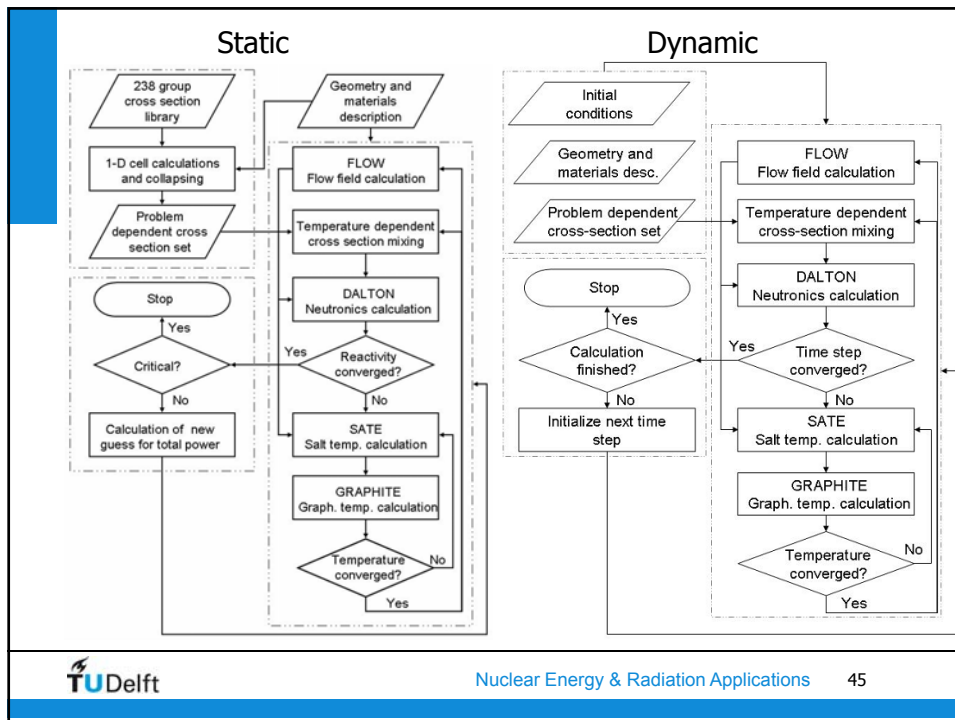 Static
238 group
cross section
library
Geometry and
materials
description
1-D cell calculations
and collapsing
FLOW
Flow field calculation
Problem
dependent cross
section set
Temperature dependent
cross section mixing
Stop
DALTON
Neutronics calculation
Yes
Critical?
Yes
Reactivity
converged?
No
No
Calculation of new
guess for total power
SATE
Salt temp. calculation
GRAPHITE
Graph. temp. calculation
Temperature
converged?
No
Yes
Dynamic
Initial
conditions
Geometry and
materials desc.
FLOW
Flow field calculation
Problem dependent
cross-section set
Temperature dependent
cross-section mixing
Stop
DALTON
Neutronics calculation
Yes
Calculation
finished?
Yes
Time step
converged?
No
No
Initialize next time
step
SATE
Salt temp. calculation
GRAPHITE
Graph. temp. calculation
Temperature
converged?
No
Yes
TUDelft
Nuclear Energy & Radiation Applications 45